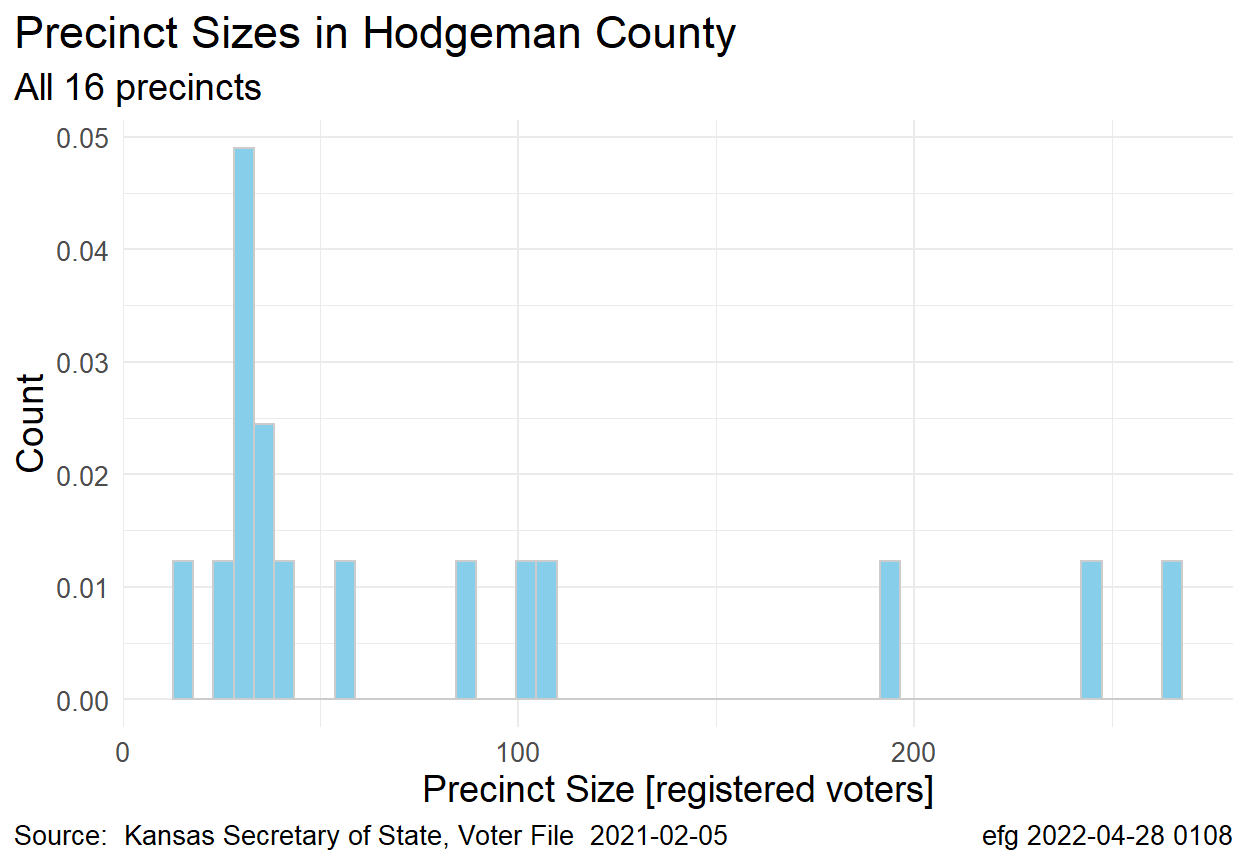 Precinct Sizes in Hodgeman County
All 16 precincts
0.05
0.04
0.03
0.02
0.01
0.00
Count
0 100 200
Precinct Size [registered voters]
Source:  Kansas Secretary of State, Voter File  2021-02-05
efg 2022-04-28 0108